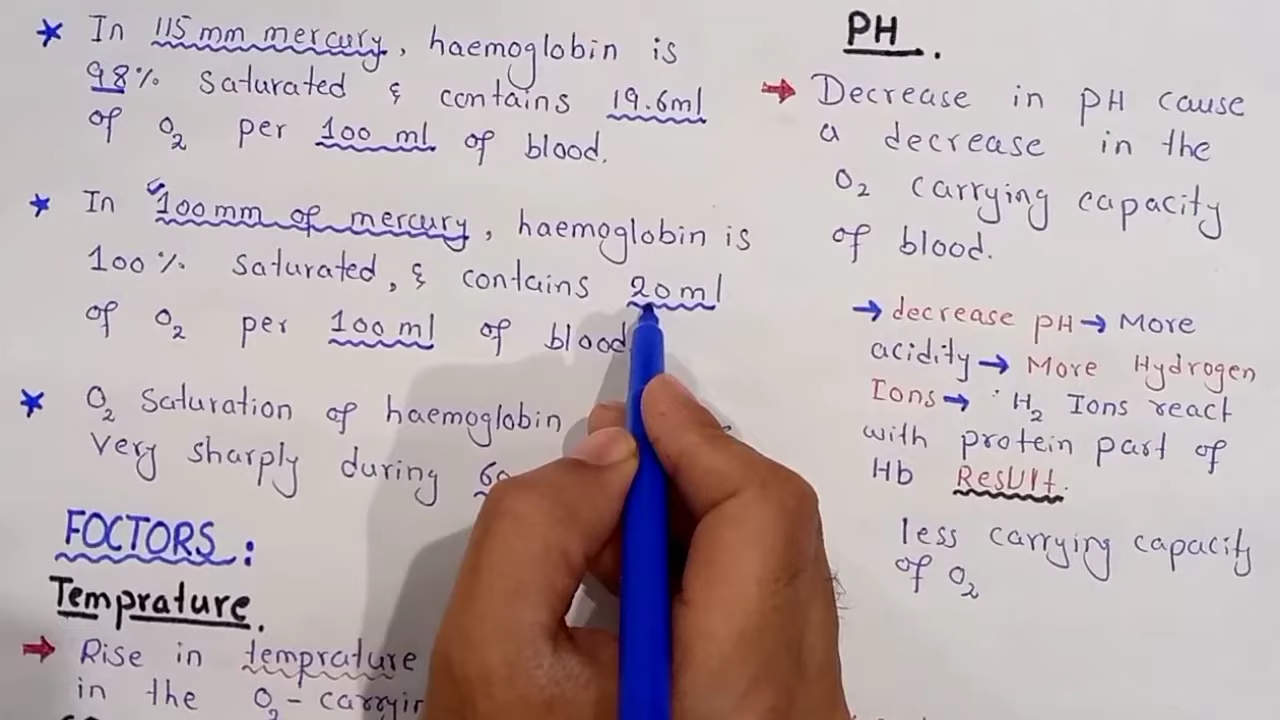 ★ In 115 mm mercury, haemoglobin is
98% saturated & contains 19.6ml
of O₂ per 100 ml of blood.
★ In 100mm of mercury, haemoglobin is
100% saturated, & contains 20ml
of O₂ per 100ml of blood
★ O₂ saturation of haemoglobin
very sharply during
FOCTORS :
Temprature.
→ Rise in temprature
in the O₂-
PH.
→ Decrease in pH cause
a decrease in the
O₂ carrying capacity
of blood.
→ decrease pH → More
acidity → More Hydrogen
Ions → H₂ Ions react
with protein part of
Hb Result.
less carrying capacity
of O₂